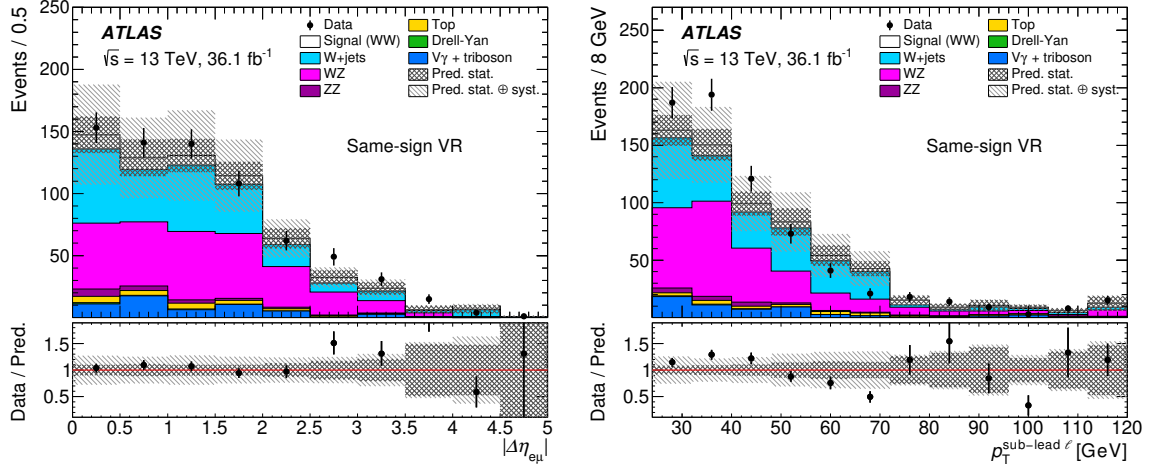 Events / 0.5
250
200
150
100
50
ATLAS
√s = 13 TeV, 36.1 fb⁻¹
Data
Signal (WW)
W+jets
WZ
ZZ
Top
Drell-Yan
Vγ + triboson
Pred. stat.
Pred. stat. ⊕ syst.
Same-sign VR
Data / Pred.
1.5
1
0.5
0 0.5 1 1.5 2 2.5 3 3.5 4 4.5 5
|Δη_eμ|
Events / 8 GeV
250
200
150
100
50
ATLAS
√s = 13 TeV, 36.1 fb⁻¹
Data
Signal (WW)
W+jets
WZ
ZZ
Top
Drell-Yan
Vγ + triboson
Pred. stat.
Pred. stat. ⊕ syst.
Same-sign VR
Data / Pred.
1.5
1
0.5
30 40 50 60 70 80 90 100 110 120
p_T^sub-lead ℓ [GeV]